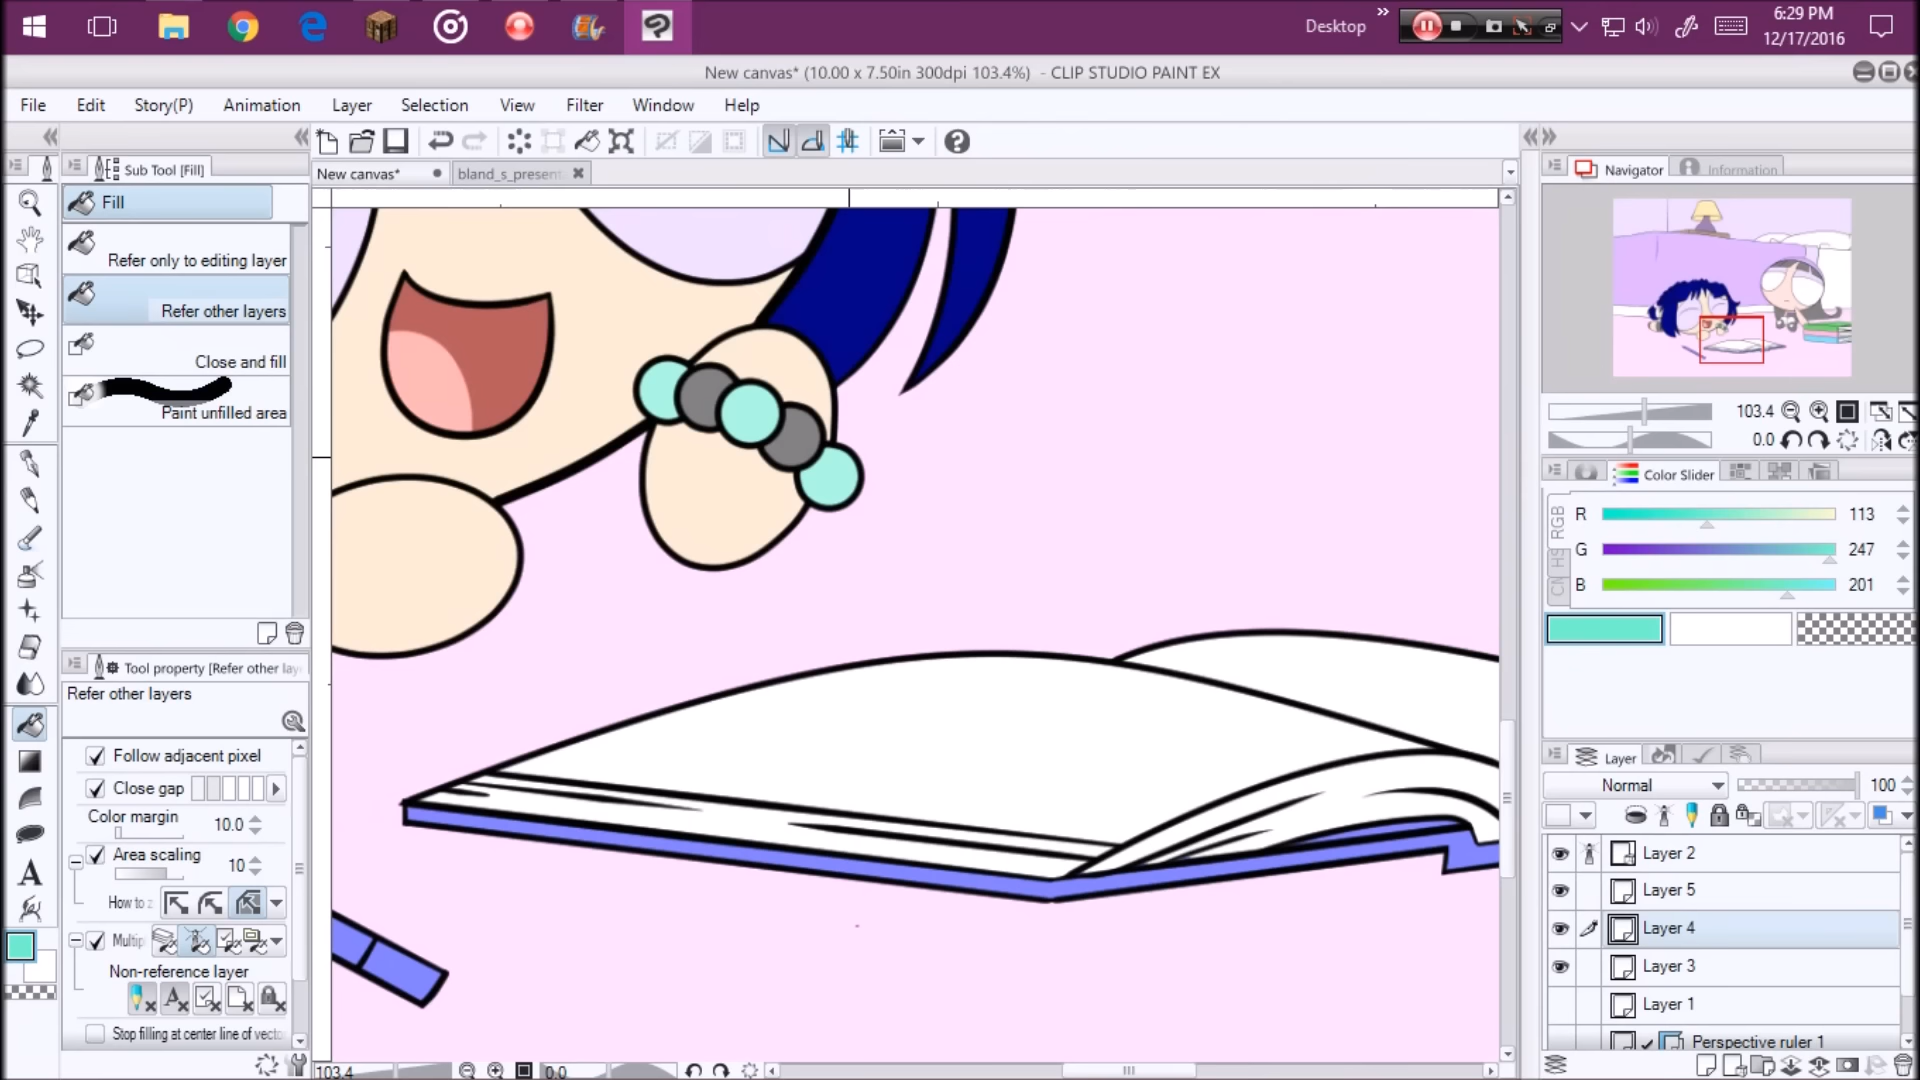 Desktop
6:29 PM
12/17/2016
New canvas* (10.00 x 7.50in 300dpi 103.4%) - CLIP STUDIO PAINT EX
File Edit Story(P) Animation Layer Selection View Filter Window Help
Sub Tool [Fill]
New canvas*
bland_s_present
Navigator
Information
Fill
Refer only to editing layer
Refer other layers
Close and fill
Paint unfilled area
103.4
0.0
Color Slider
RGB
R 113
G 247
B 201
Tool property [Refer other laye
Refer other layers
Follow adjacent pixel
Close gap
Color margin
10.0
Area scaling
10
How to
Multip
Non-reference layer
Stop filling at center line of vecto
Layer
Normal
100
Layer 2
Layer 5
Layer 4
Layer 3
Layer 1
Perspective ruler 1
103.4
0.0